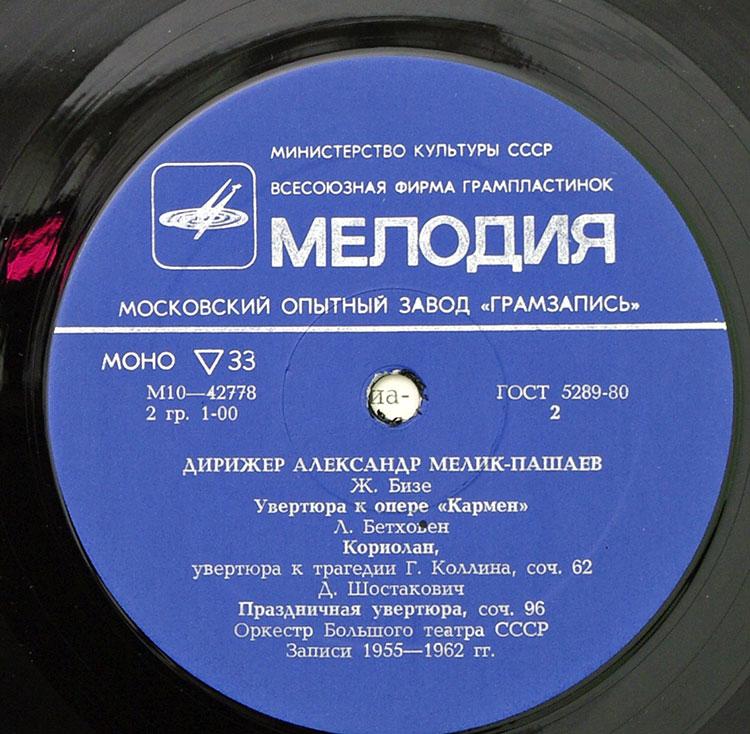 МИНИСТЕРСТВО КУЛЬТУРЫ СССР
ВСЕСОЮЗНАЯ ФИРМА ГРАМПЛАСТИНОК
МЕЛОДИЯ
МОСКОВСКИЙ ОПЫТНЫЙ ЗАВОД «ГРАМЗАПИСЬ»
МОНО ▽ 33
М10—42778
2 гр. 1-00
иа-
ГОСТ 5289-80
2
ДИРИЖЕР АЛЕКСАНДР МЕЛИК-ПАШАЕВ
Ж. Бизе
Увертюра к опере «Кармен»
Л. Бетховен
Кориолан,
увертюра к трагедии Г. Коллина, соч. 62
Д. Шостакович
Праздничная увертюра, соч. 96
Оркестр Большого театра СССР
Записи 1955—1962 гг.